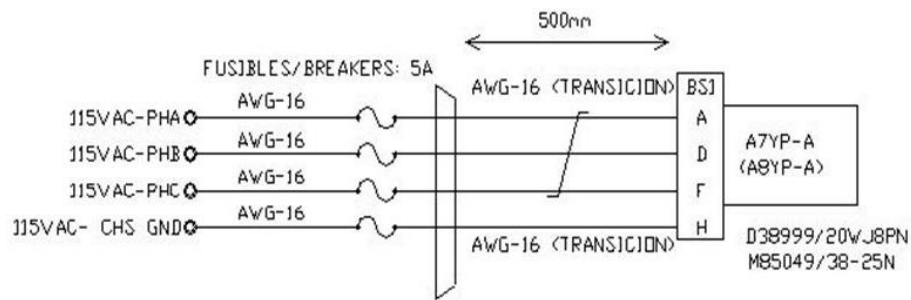 500mm
FUSIBLES/BREAKERS: 5A
AWG-16
AWG-16 (TRANSICION)
BS1
115VAC-PHA
A
AWG-16
115VAC-PHB
D
A7YP-A
(A8YP-A)
AWG-16
115VAC-PHC
F
AWG-16
115VAC- CHS GND
H
AWG-16 (TRANSICION)
D38999/20WJ8PN
M85049/38-25N